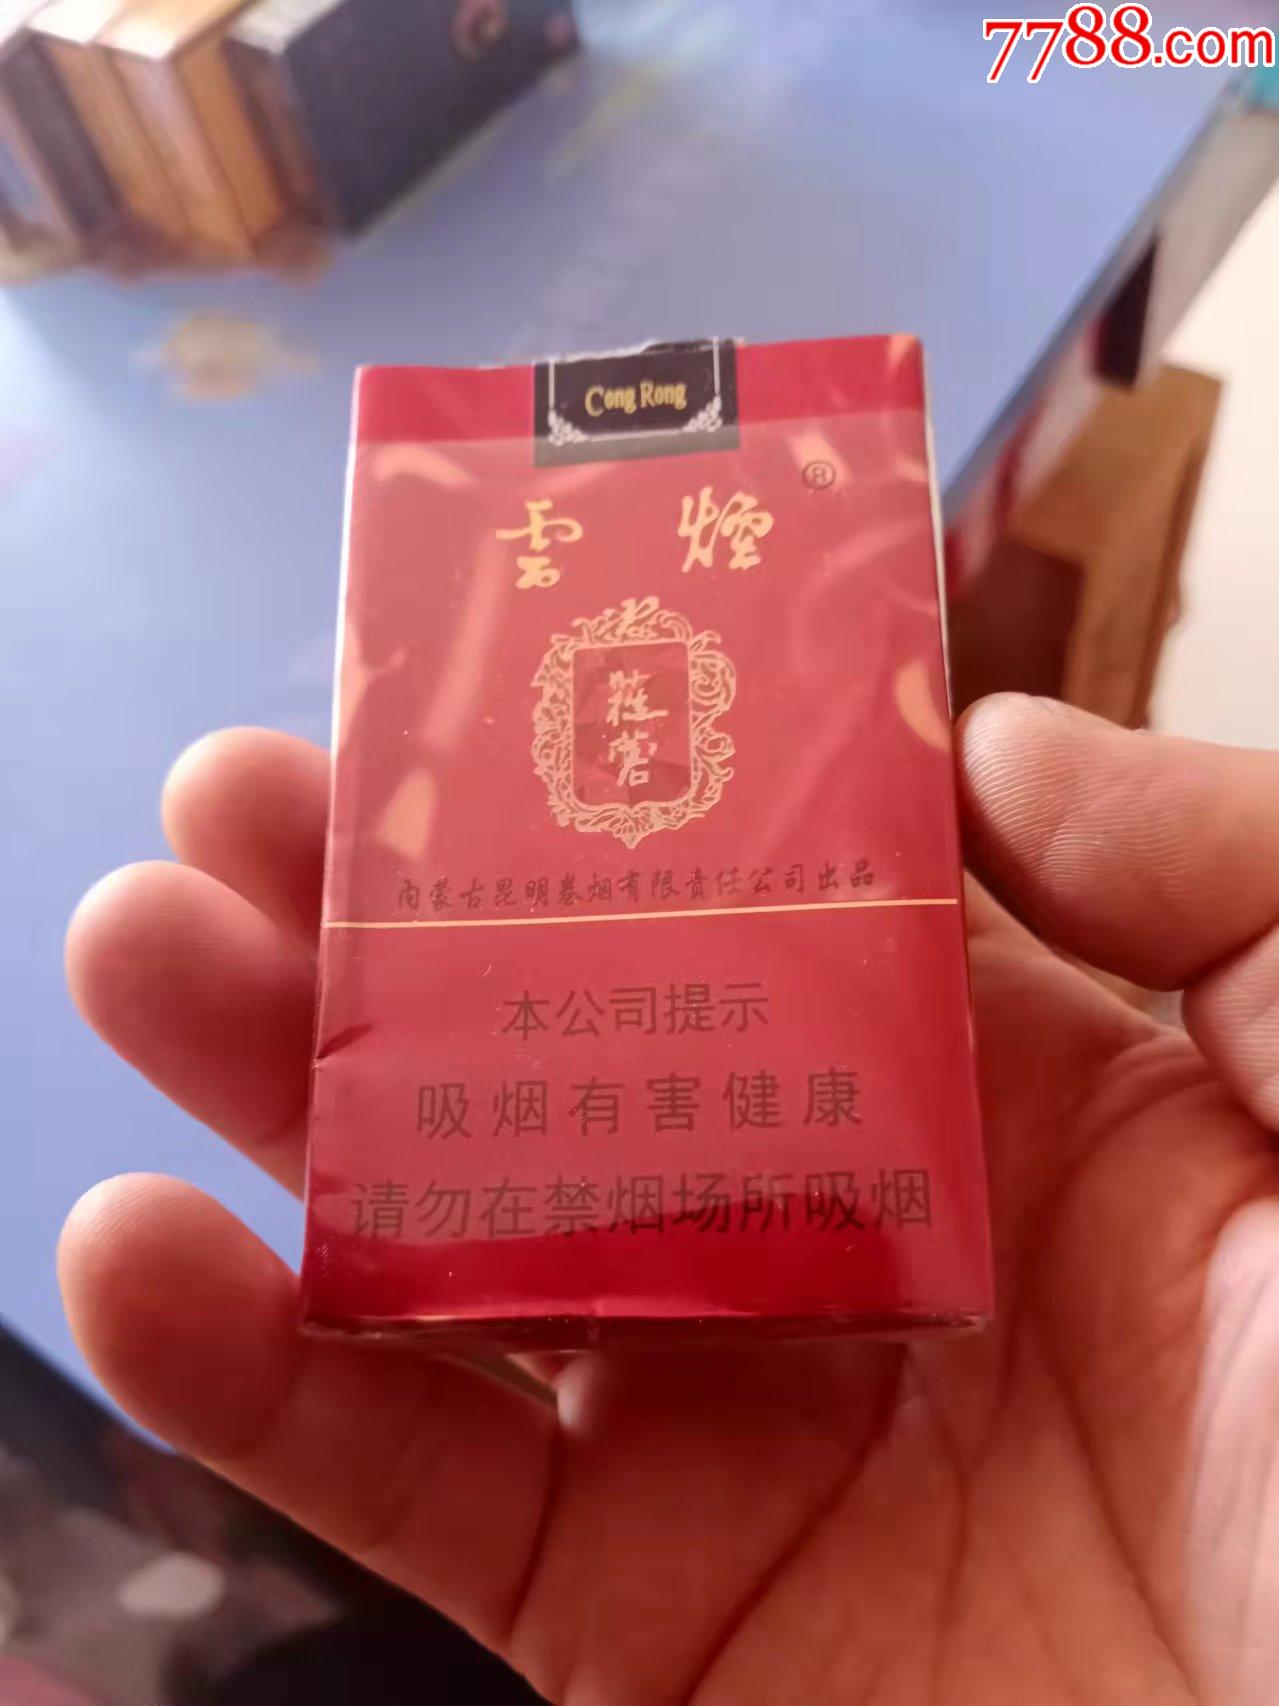 7788.com
Cong Rong
雲煙®
蓯
蓉
内蒙古昆明卷烟有限责任公司出品
本公司提示
吸烟有害健康
请勿在禁烟场所吸烟